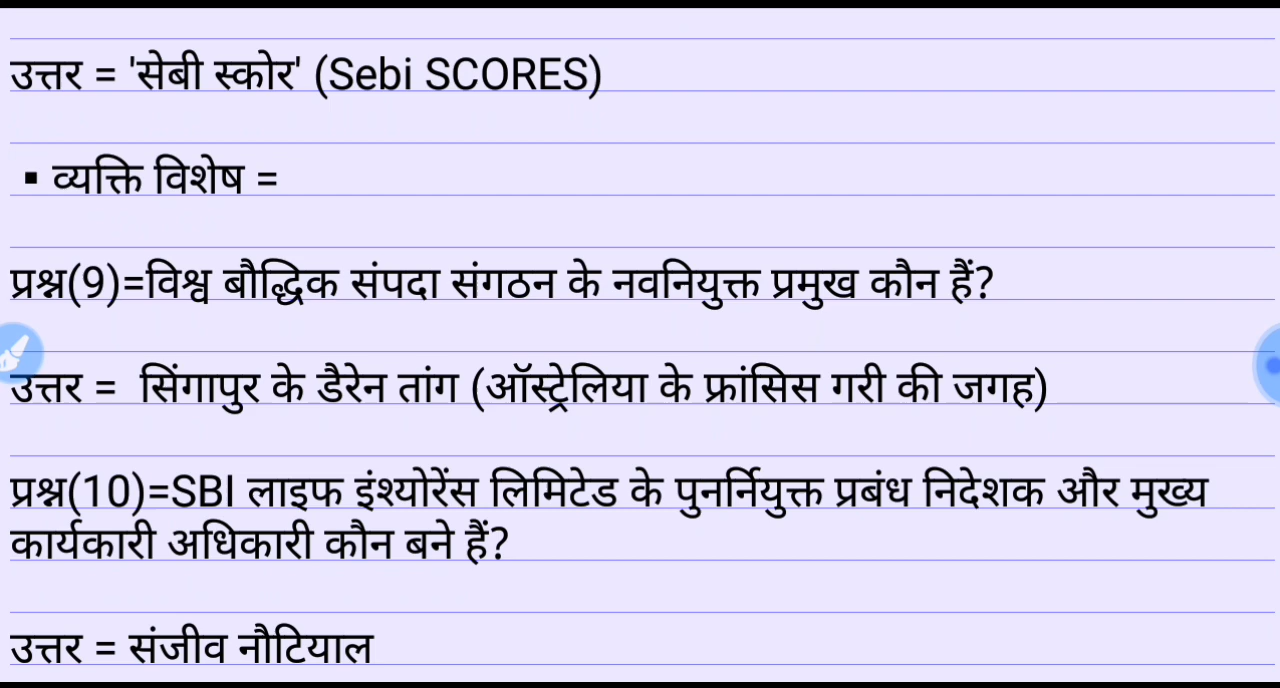 उत्तर = 'सेबी स्कोर' (Sebi SCORES)
▪ व्यक्ति विशेष =
प्रश्न(9)=विश्व बौद्धिक संपदा संगठन के नवनियुक्त प्रमुख कौन हैं?
उत्तर = सिंगापुर के डैरेन तांग (ऑस्ट्रेलिया के फ्रांसिस गरी की जगह)
प्रश्न(10)=SBI लाइफ इंश्योरेंस लिमिटेड के पुनर्नियुक्त प्रबंध निदेशक और मुख्य
कार्यकारी अधिकारी कौन बने हैं?
उत्तर = संजीव नौटियाल